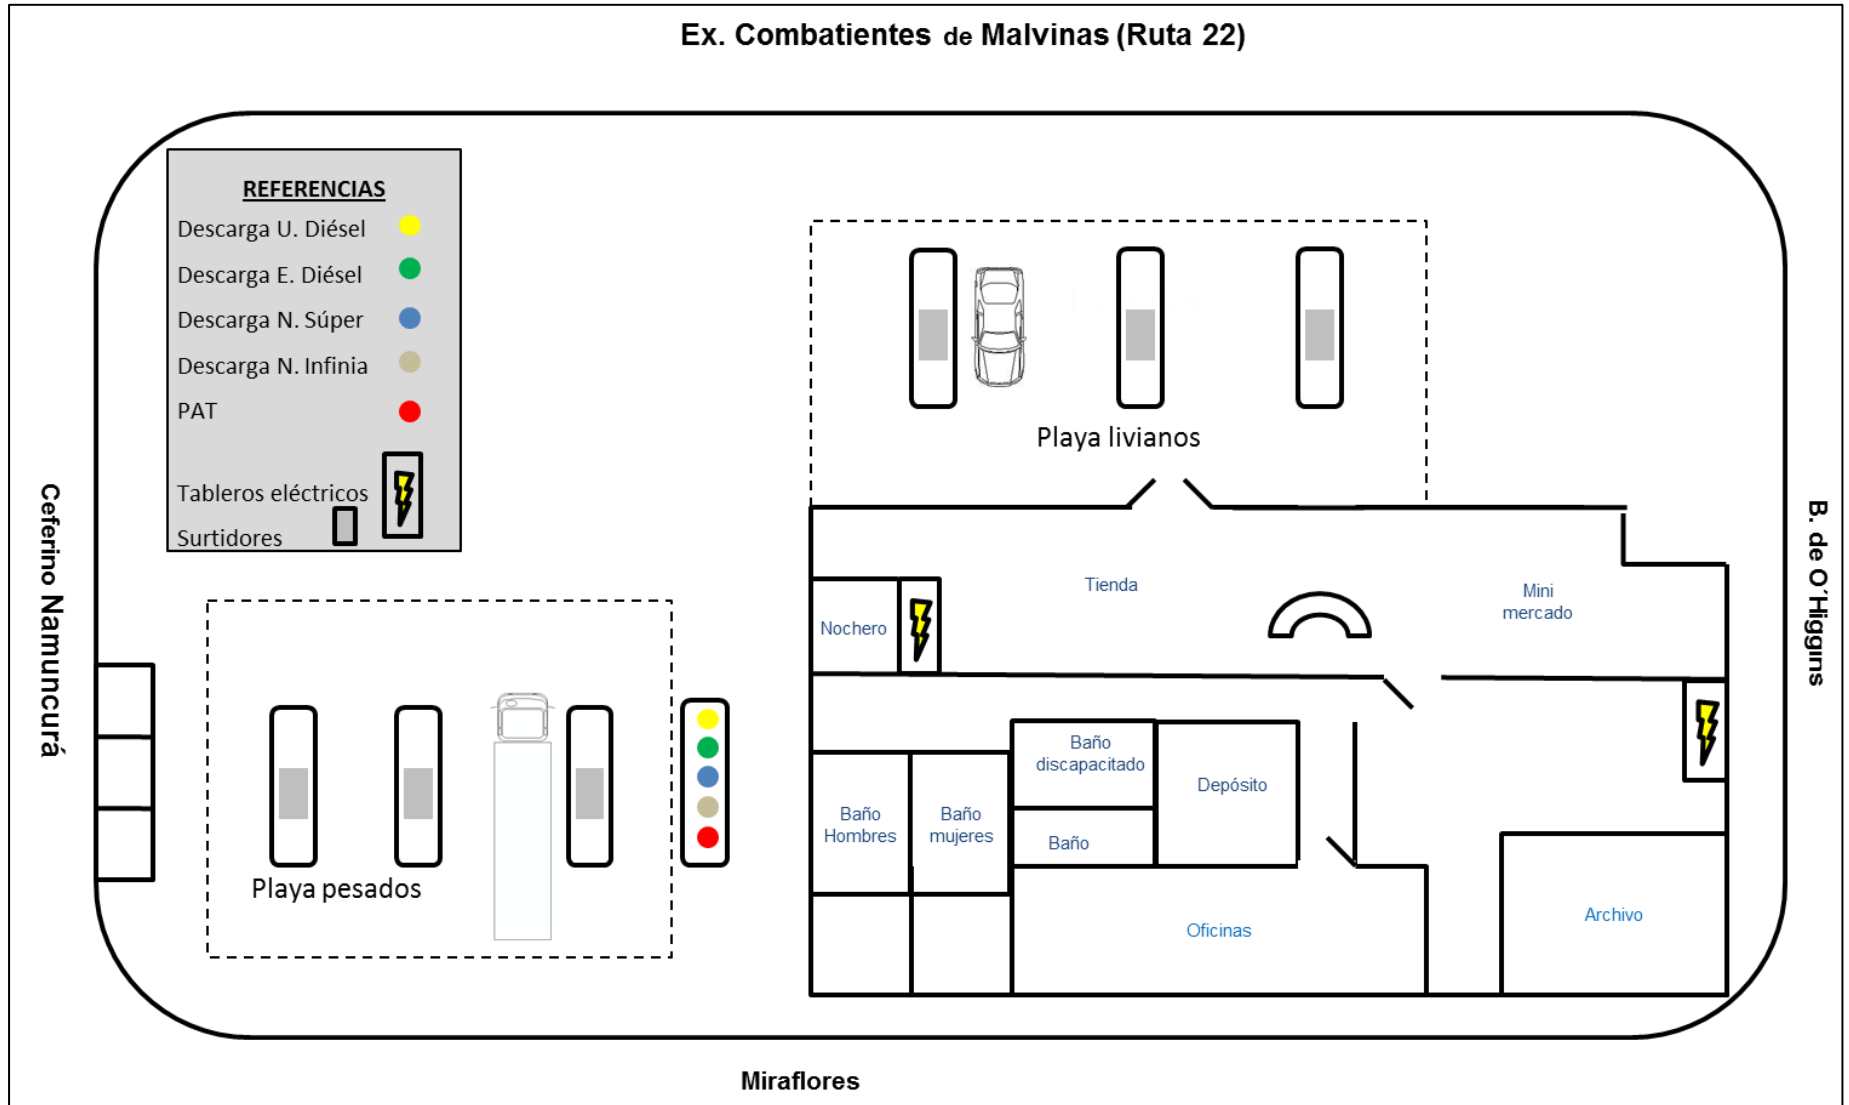 Ex. Combatientes de Malvinas (Ruta 22)
REFERENCIAS
Descarga U. Diésel
Descarga E. Diésel
Descarga N. Súper
Descarga N. Infinia
PAT
Tableros eléctricos
Surtidores
Ceferino Namuncurá
Playa livianos
B. de O´Higgins
Tienda
Mini
mercado
Nochero
Baño
discapacitado
Depósito
Baño
Hombres
Baño
mujeres
Baño
Playa pesados
Oficinas
Archivo
Miraflores